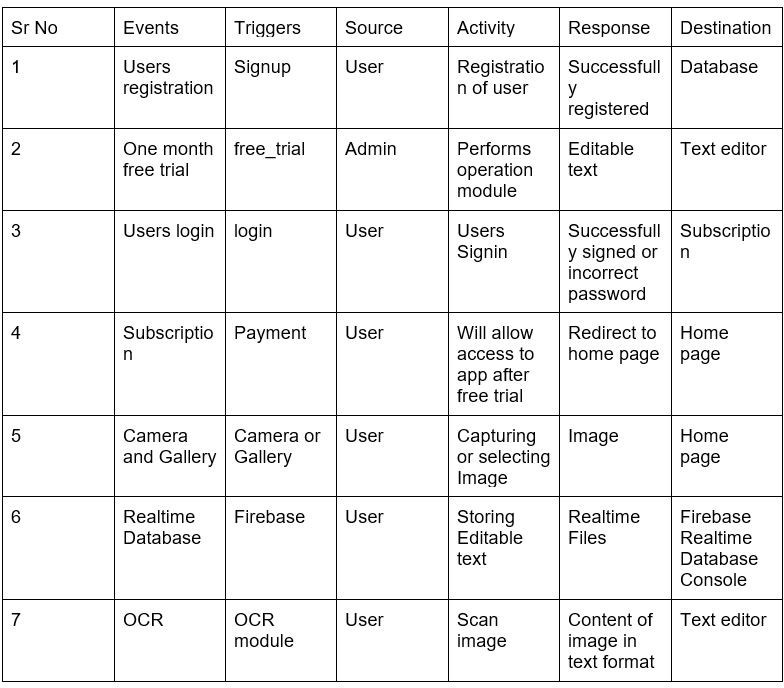 Sr No Events Triggers Source Activity Response Destination
1 Users Signup User Registratio Successfull Database
registration n of user y
registered
2 One month free_trial Admin Performs Editable Text editor
free trial operation text
module
3 Users login login User Users Successfull Subscriptio
Signin y signed or n
incorrect
password
4 Subscriptio Payment User Will allow Redirect to Home
n access to home page page
app after
free trial
5 Camera Camera or User Capturing Image Home
and Gallery Gallery or selecting page
Image
6 Realtime Firebase User Storing Realtime Firebase
Database Editable Files Realtime
text Database
Console
7 OCR OCR User Scan Content of Text editor
module image image in
text format